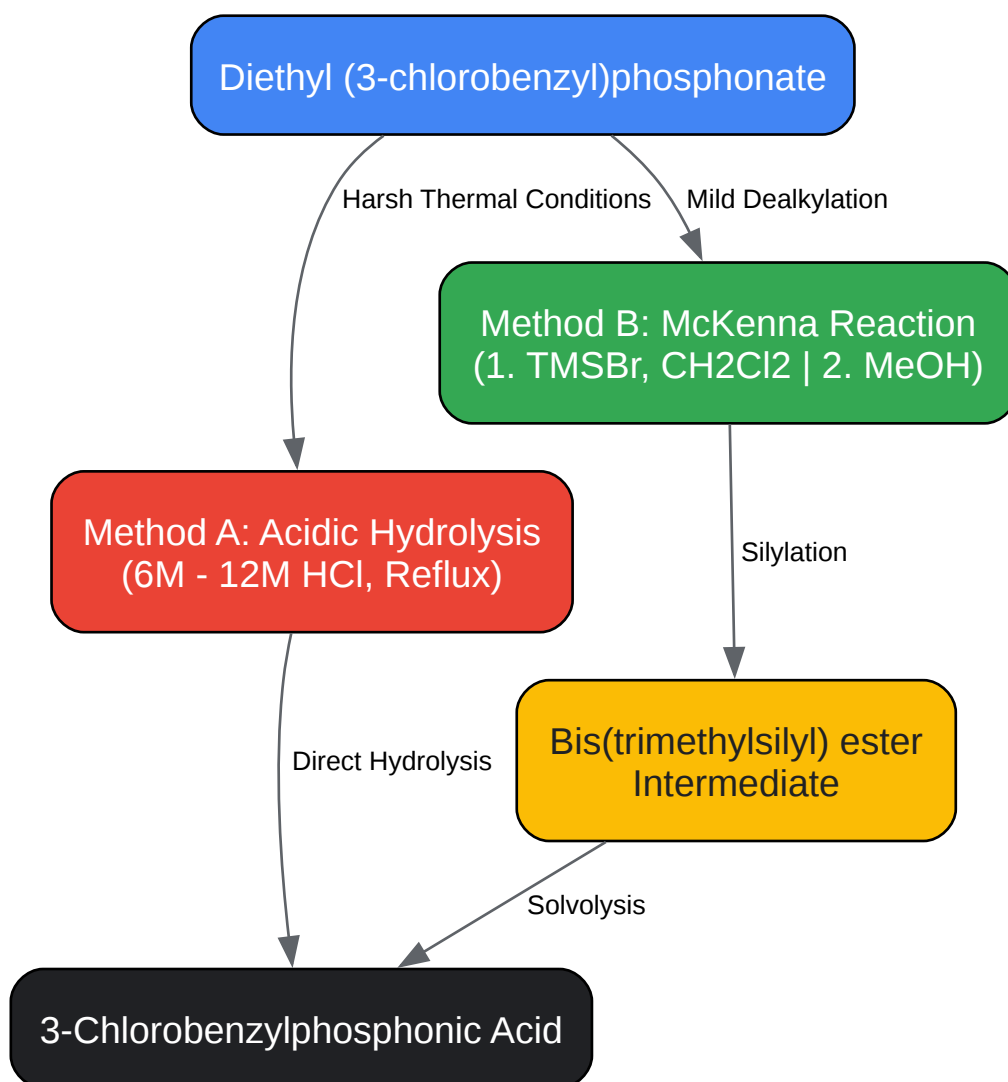 Diethyl (3-chlorobenzyl)phosphonate
Harsh Thermal Conditions
Mild Dealkylation
Method B: McKenna Reaction
(1. TMSBr, CH2Cl2 | 2. MeOH)
Method A: Acidic Hydrolysis
(6M - 12M HCl, Reflux)
Silylation
Direct Hydrolysis
Bis(trimethylsilyl) ester
Intermediate
Solvolysis
3-Chlorobenzylphosphonic Acid